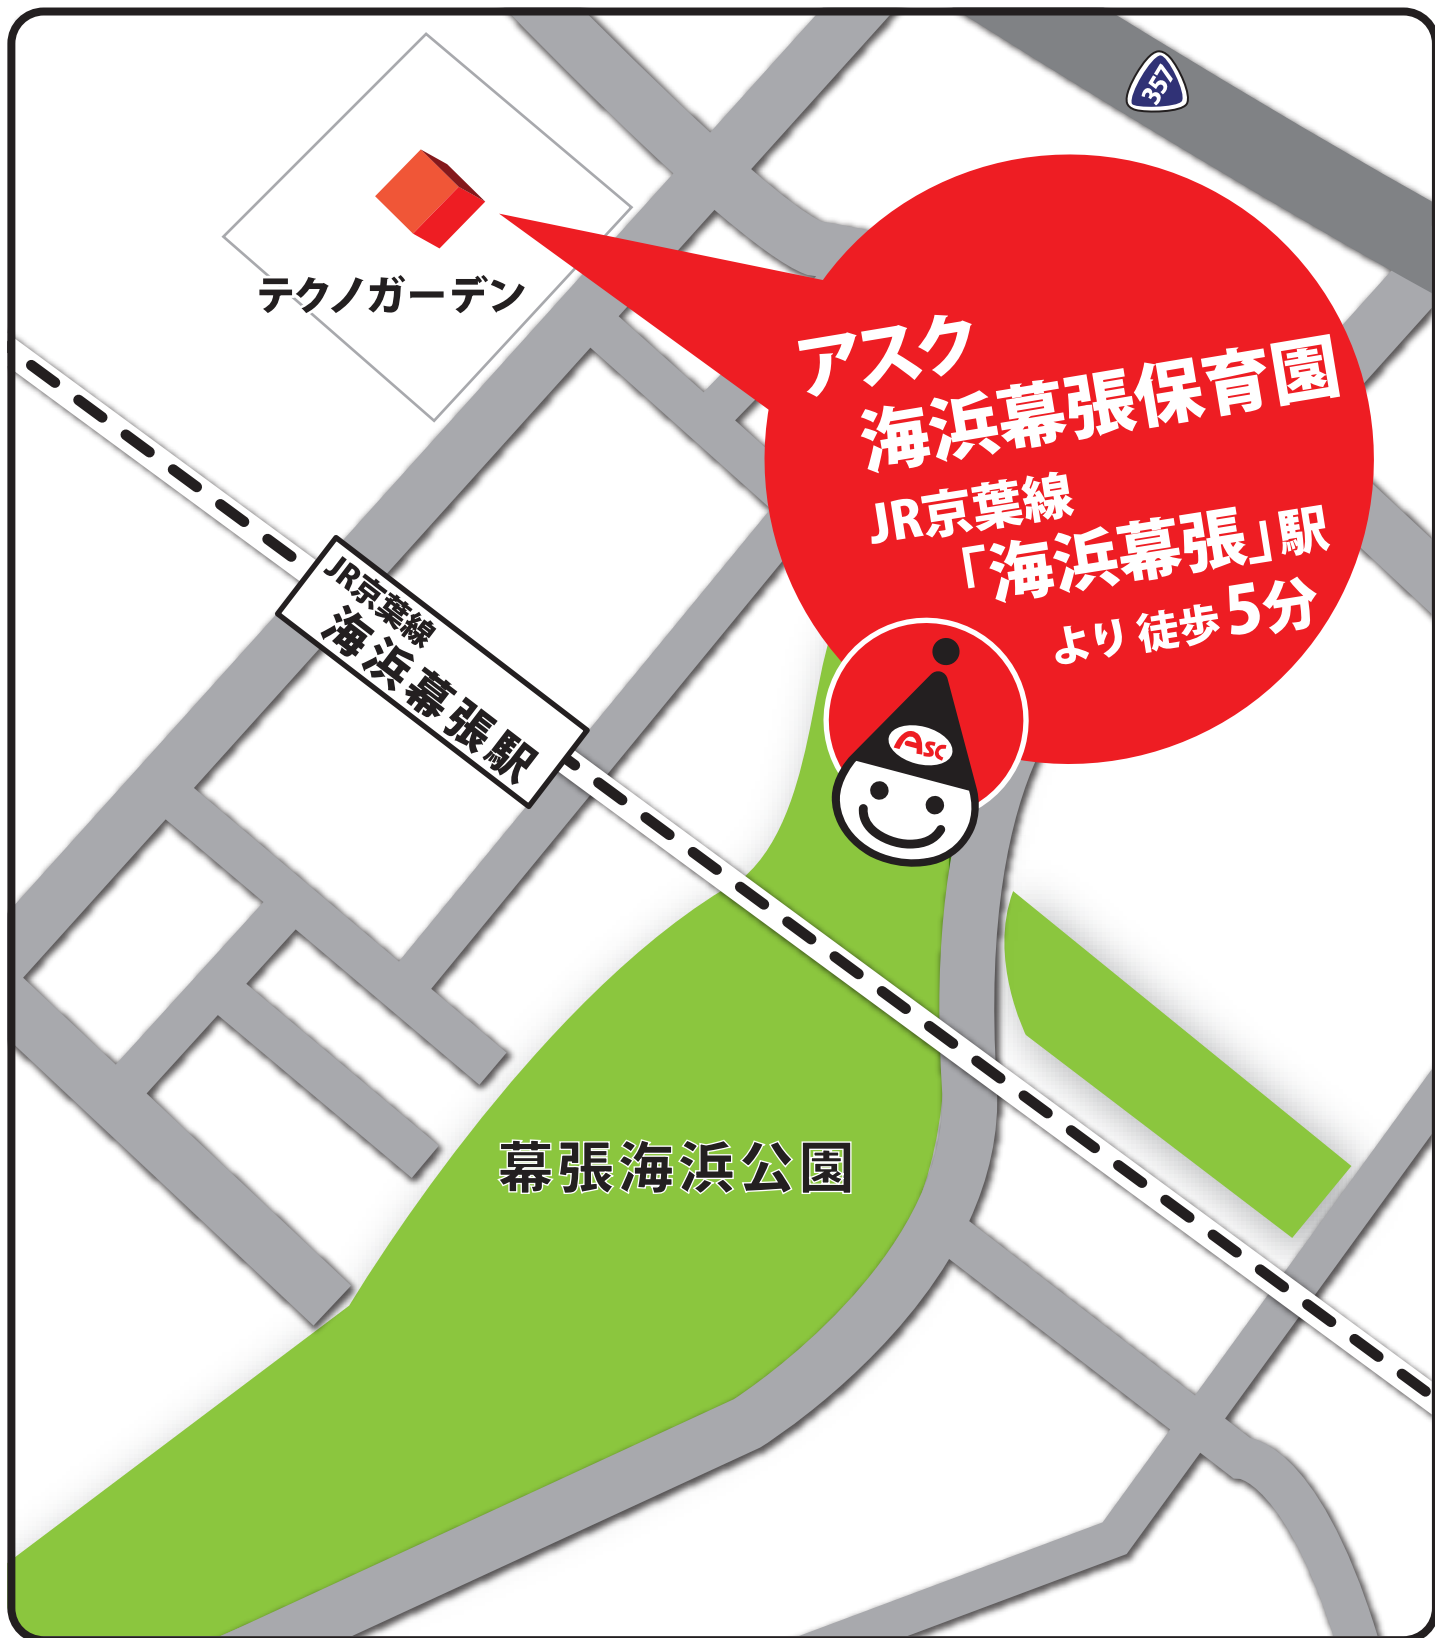 357
テクノガーデン
アスク
海浜幕張保育園
JR京葉線
「海浜幕張」駅
より 徒歩 5分
ASC
JR京葉線
海浜幕張駅
幕張海浜公園